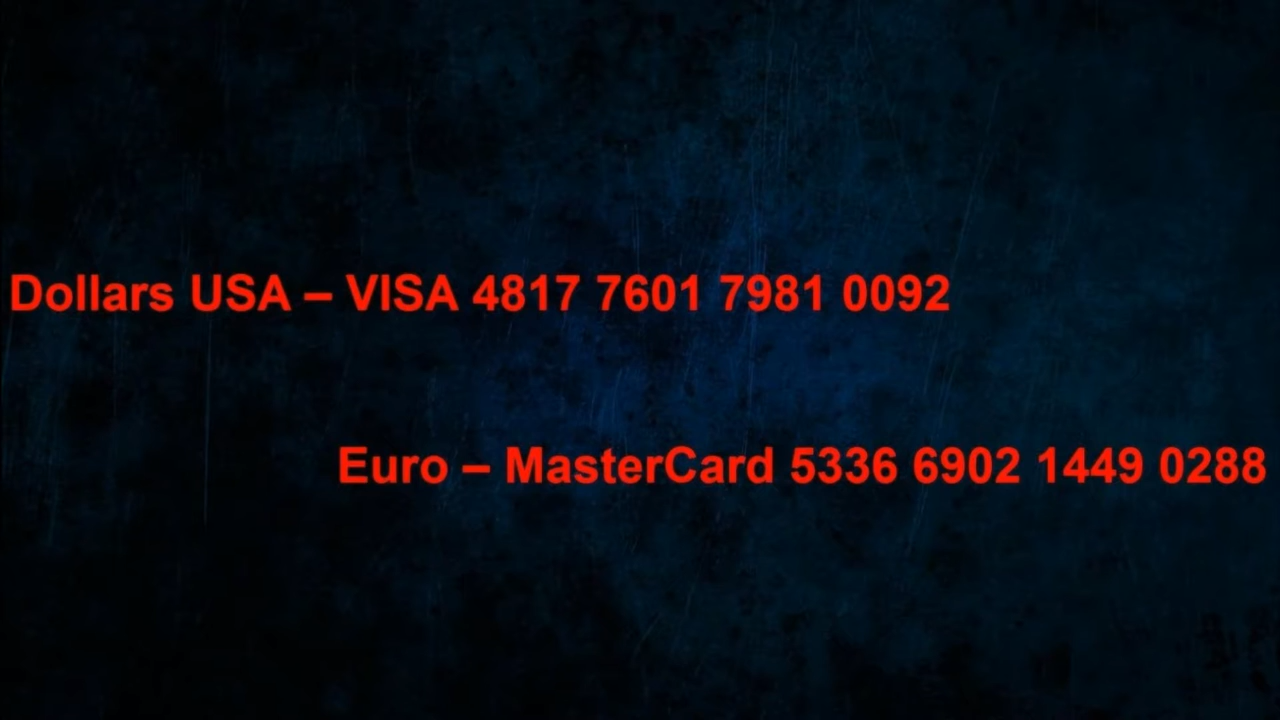 Dollars USA – VISA 4817 7601 7981 0092
Euro – MasterCard 5336 6902 1449 0288